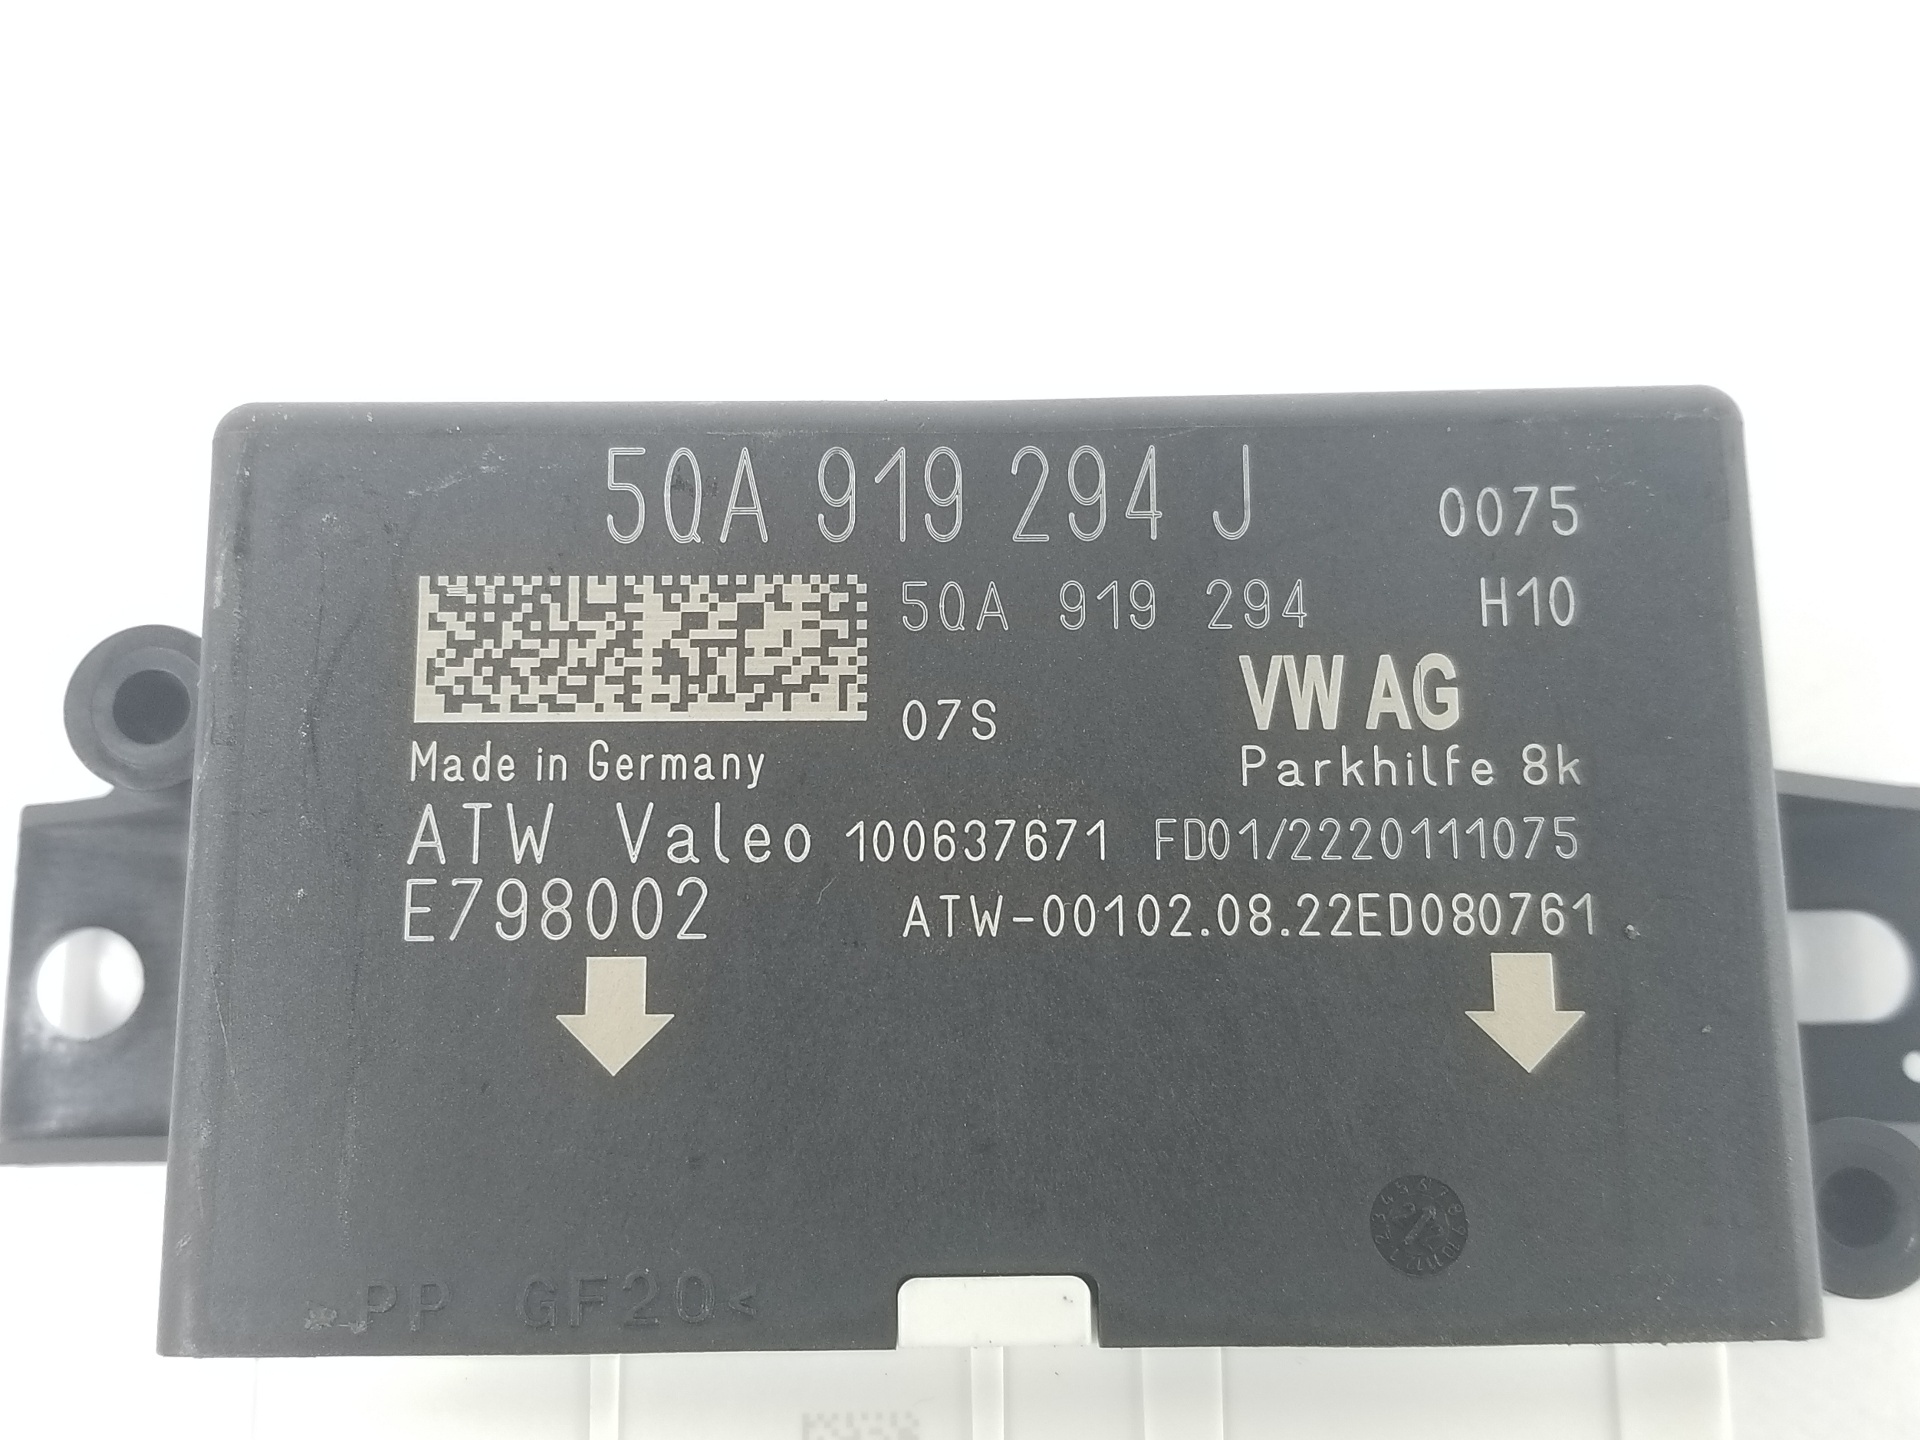 5QA 919 294 J 0075
5QA 919 294 H10
07S VW AG
Made in Germany Parkhilfe 8k
ATW Valeo 100637671 FD01/2220111075
E798002 ATW-00102.08.22ED080761
PP GF20<